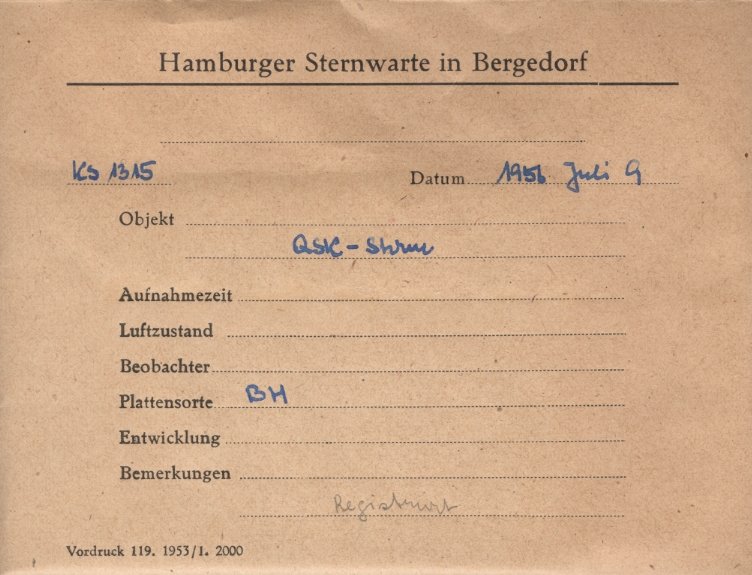 Hamburger Sternwarte in Bergedorf
KS 1315 Datum 1956 Juli 9
Objekt
QSK-Sterne
Aufnahmezeit
Luftzustand
Beobachter
Plattensorte BH
Entwicklung
Bemerkungen
Registriert
Vordruck 119. 1953/1. 2000